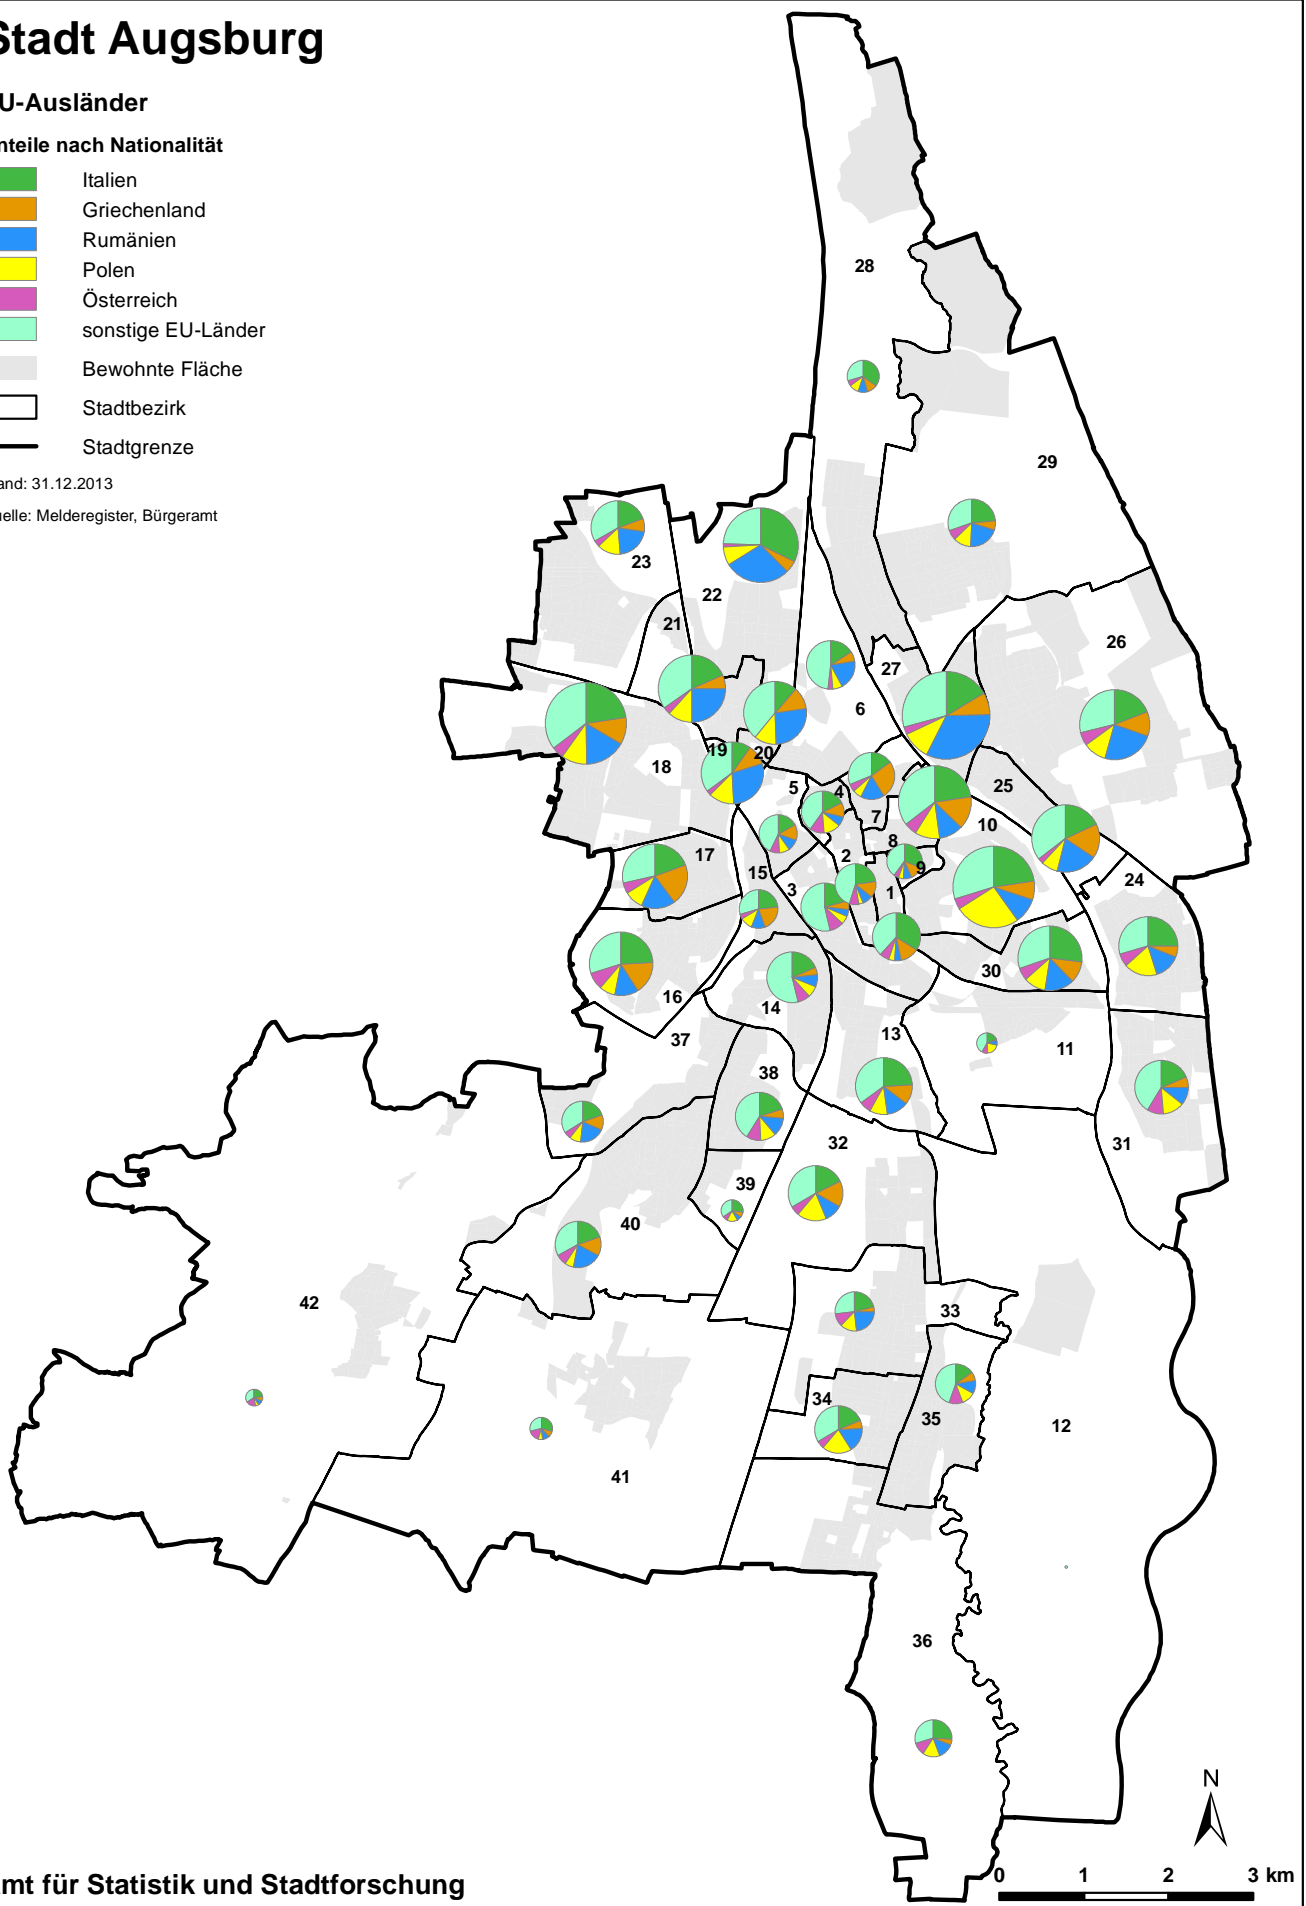 Stadt Augsburg
U-Ausländer
nteile nach Nationalität
Italien
Griechenland
Rumänien
Polen
Österreich
sonstige EU-Länder
Bewohnte Fläche
Stadtbezirk
Stadtgrenze
and: 31.12.2013
uelle: Melderegister, Bürgeramt
28
29
23
22
21
26
27
6
19
20
18
5
4
25
7
10
8
2
17
9
15
24
3
1
30
16
14
13
37
11
38
32
31
39
40
42
33
34
35
12
41
36
N
0 1 2 3 km
mt für Statistik und Stadtforschung